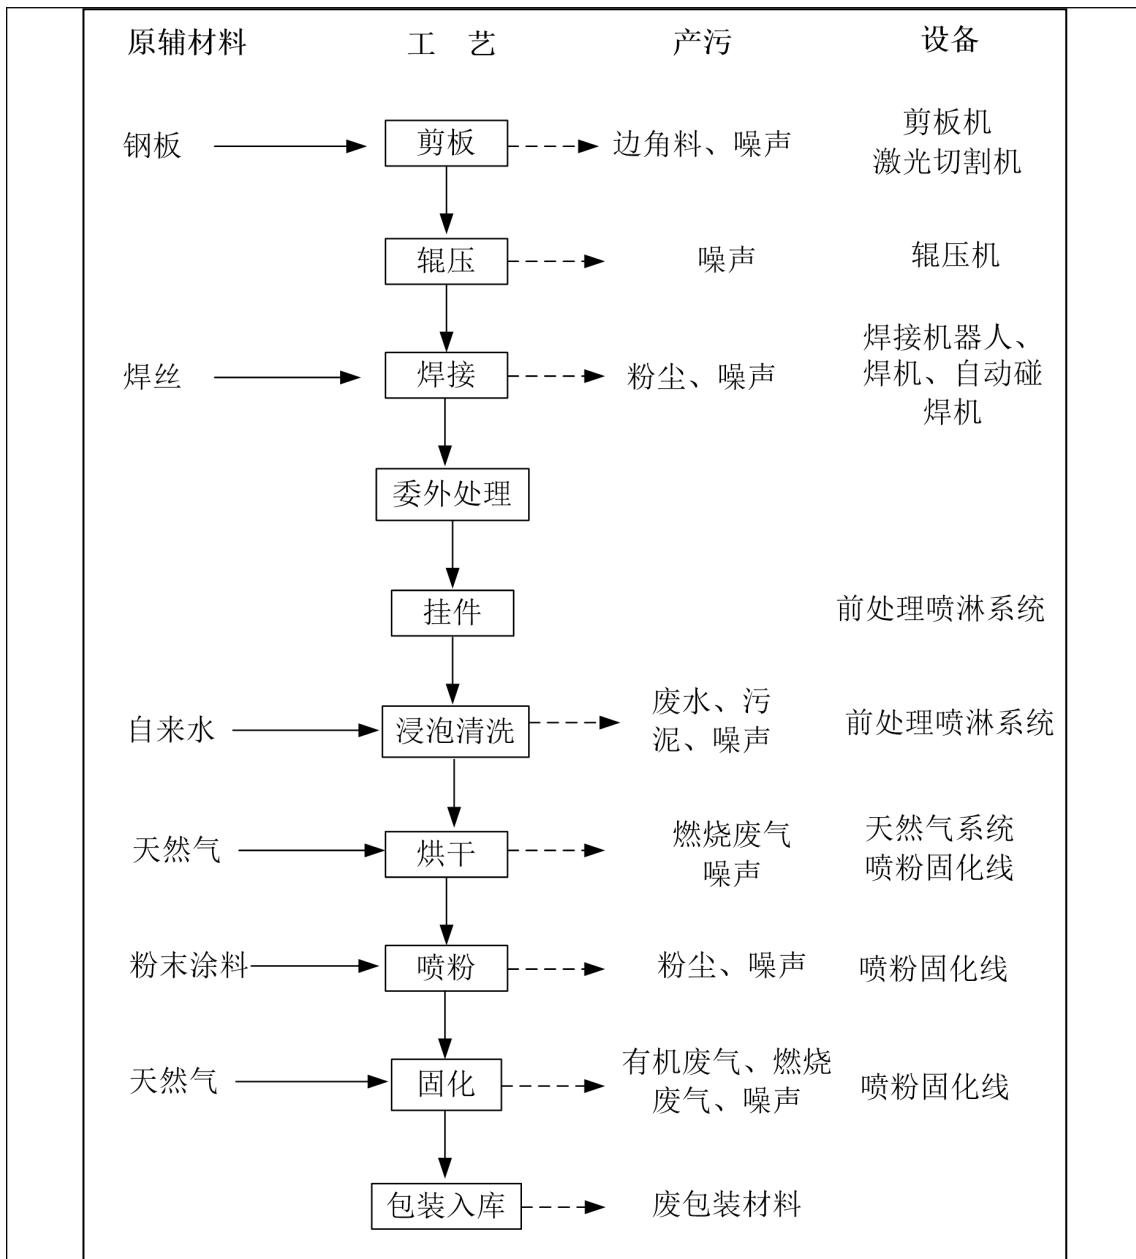 原辅材料 工 艺 产污 设备
钢板 剪板 边角料、噪声 剪板机
激光切割机
辊压 噪声 辊压机
焊丝 焊接 粉尘、噪声 焊接机器人、
焊机、自动碰
焊机
委外处理
挂件 前处理喷淋系统
自来水 浸泡清洗 废水、污
泥、噪声 前处理喷淋系统
天然气 烘干 燃烧废气
噪声 天然气系统
喷粉固化线
粉末涂料 喷粉 粉尘、噪声 喷粉固化线
天然气 固化 有机废气、燃烧
废气、噪声 喷粉固化线
包装入库 废包装材料